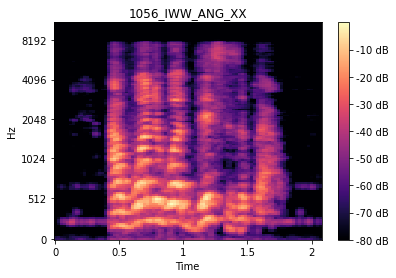 1056_IWW_ANG_XX
8192
4096
2048
1024
512
0
Hz
0
0.5
1
1.5
2
Time
-10 dB
-20 dB
-30 dB
-40 dB
-50 dB
-60 dB
-70 dB
-80 dB